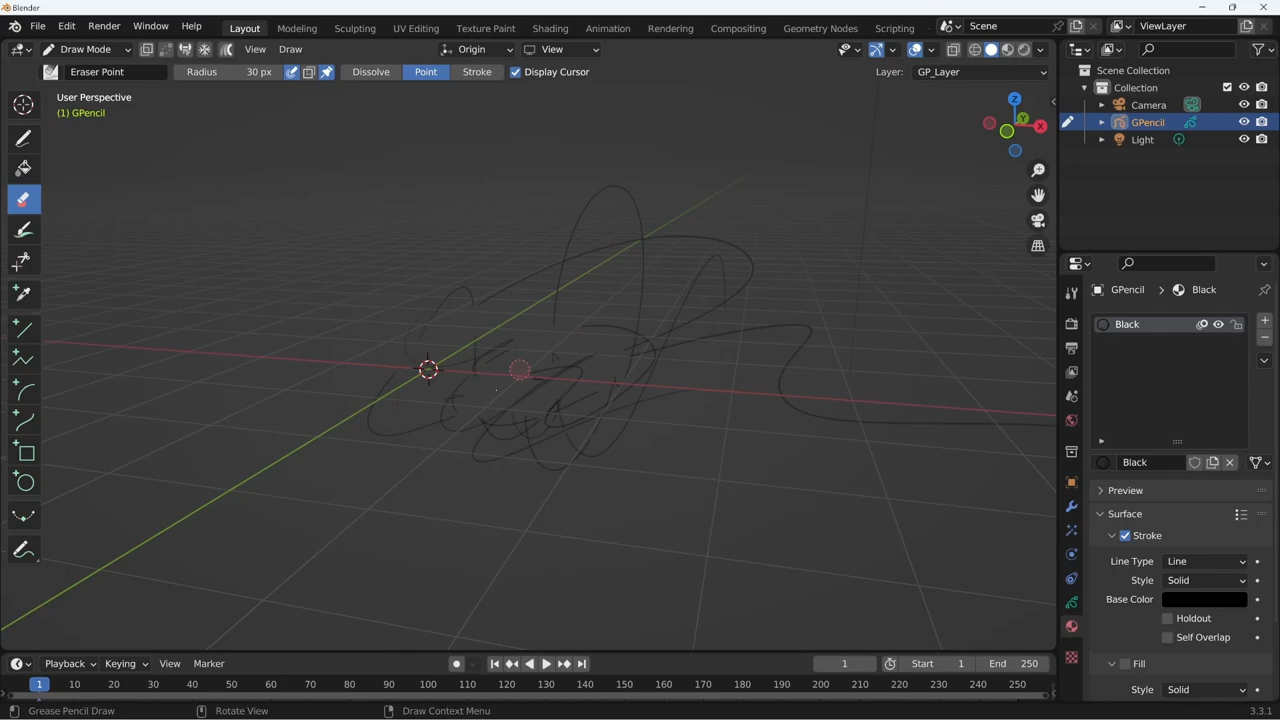 Blender
File Edit Render Window Help Layout Modeling Sculpting UV Editing Texture Paint Shading Animation Rendering Compositing Geometry Nodes Scripting Scene ViewLayer
Draw Mode View Draw Origin View
Eraser Point Radius 30 px Dissolve Point Stroke Display Cursor Layer: GP_Layer
User Perspective
(1) GPencil
Z
Y
X
Scene Collection
Collection
Camera
GPencil
Light
GPencil > Black
Black
Black
Preview
Surface
Stroke
Line Type Line
Style Solid
Base Color
Holdout
Self Overlap
Fill
Style Solid
Playback Keying View Marker 1 Start 1 End 250
1 10 20 30 40 50 60 70 80 90 100 110 120 130 140 150 160 170 180 190 200 210 220 230 240 250
Grease Pencil Draw Rotate View Draw Context Menu 3.3.1